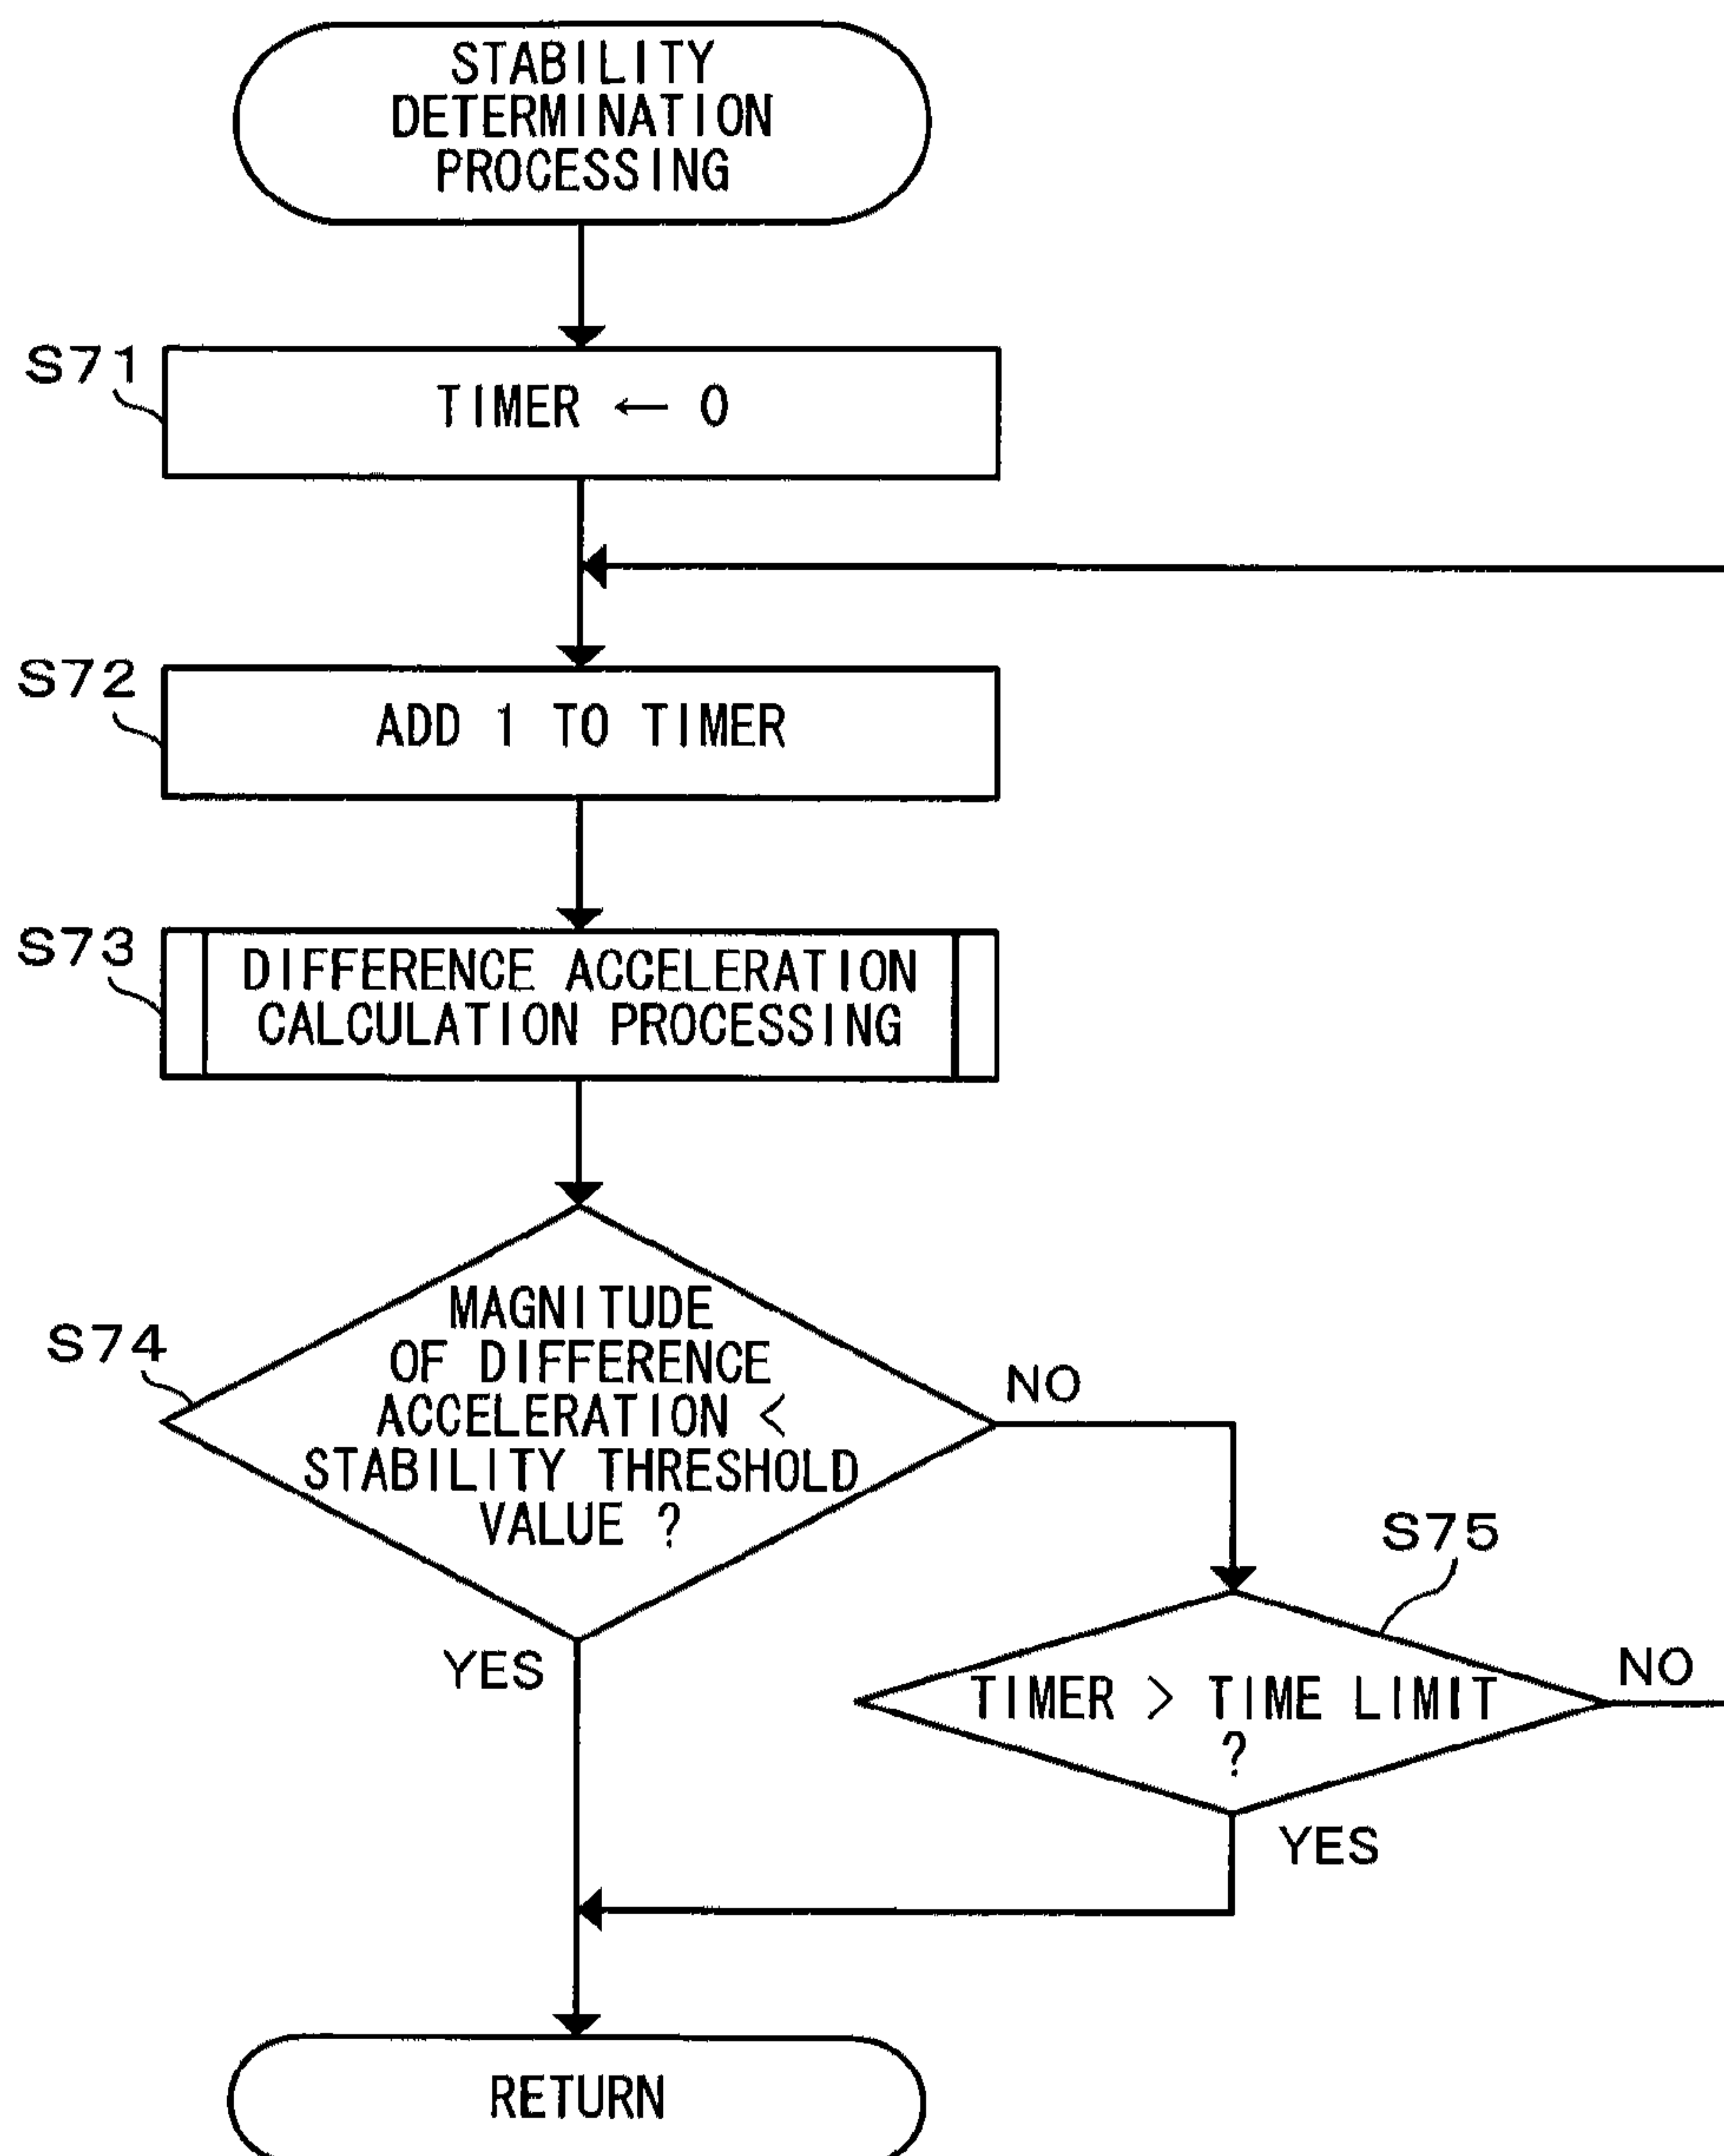 STABILITY
DETERMINATION
PROCESSING
S71
TIMER ← 0
S72
ADD 1 TO TIMER
S73
DIFFERENCE ACCELERATION
CALCULATION PROCESSING
S74
MAGNITUDE
OF DIFFERENCE
ACCELERATION <
STABILITY THRESHOLD
VALUE ?
NO
YES
S75
TIMER > TIME LIMIT
?
NO
YES
RETURN